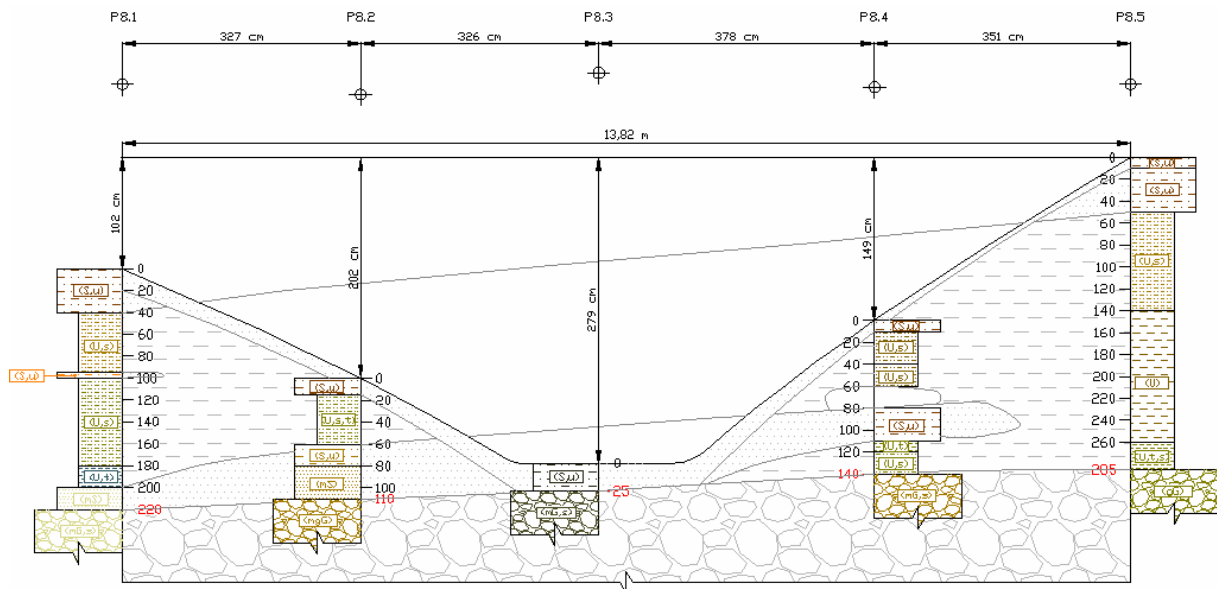 P8.1 P8.2 P8.3 P8.4 P8.5
327 cm 326 cm 378 cm 351 cm
13,82 m
102 cm
202 cm
279 cm
149 cm
0
20
40
60
80
100
120
140
160
180
200
220
(S,u)
(U,s)
(S,u)
(U,s)
(U,t)
(mS)
(mG,s)
0
20
40
60
80
100
110
(S,u)
(U,s,t)
(S,u)
(mS)
(mgG)
0
25
(S,u)
(mG,s)
0
20
40
60
80
100
120
140
(S,u)
(U,s)
(U,s)
(S,u)
(U,t)
(U,s)
(mG,s)
0
20
40
60
80
100
120
140
160
180
200
220
240
260
285
(S,u)
(S,u)
(U,s)
(U)
(U,t,s)
(gG)